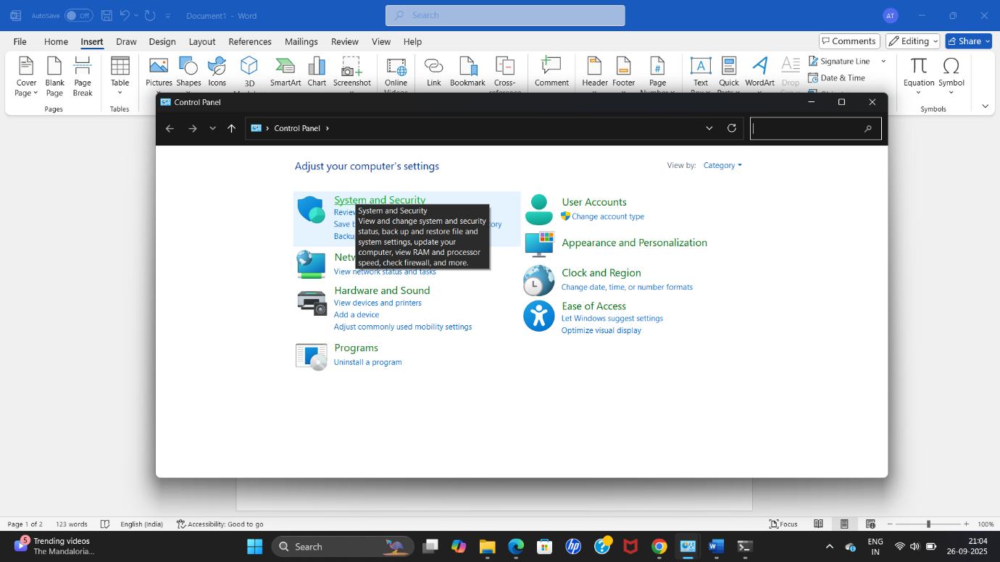 AutoSave Off Document1 - Word Search AT
File Home Insert Draw Design Layout References Mailings Review View Help Comments Editing Share
Cover Page Blank Page Page Break Table Pictures Shapes Icons 3D SmartArt Chart Screenshot Online Link Bookmark Cross- Comment Header Footer Page Text Quick WordArt Drop Signature Line Date & Time Equation Symbol
Pages Tables Symbols
Control Panel
Control Panel
Adjust your computer's settings
View by: Category
System and Security
Review
Save b
ory
Backu
System and Security
View and change system and security
status, back up and restore file and
system settings, update your
computer, view RAM and processor
speed, check firewall, and more.
Netw
View network status and tasks
Hardware and Sound
View devices and printers
Add a device
Adjust commonly used mobility settings
Programs
Uninstall a program
User Accounts
Change account type
Appearance and Personalization
Clock and Region
Change date, time, or number formats
Ease of Access
Let Windows suggest settings
Optimize visual display
Page 1 of 2 123 words English (India) Accessibility: Good to go Focus 100%
5 Trending videos
The Mandaloria...
Search
ENG
IN
21:04
26-09-2025